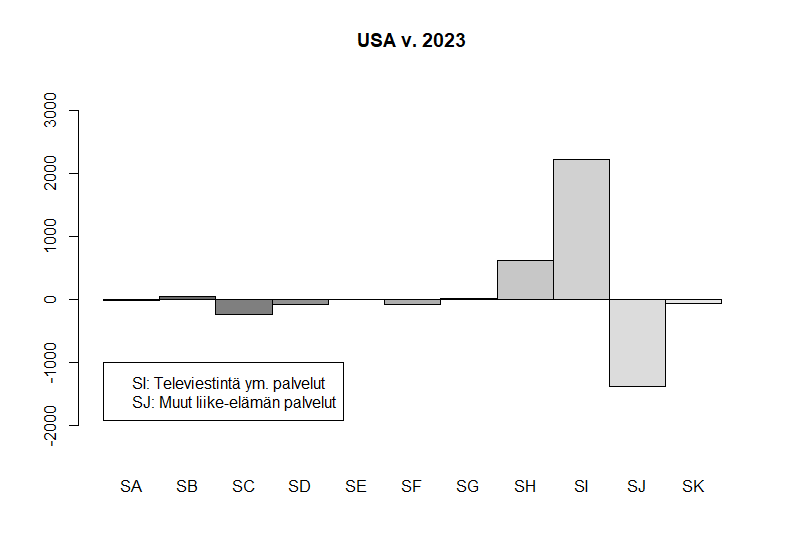 USA v. 2023
3000
2000
1000
0
-1000
-2000
SI: Televiestintä ym. palvelut
SJ: Muut liike-elämän palvelut
SA SB SC SD SE SF SG SH SI SJ SK